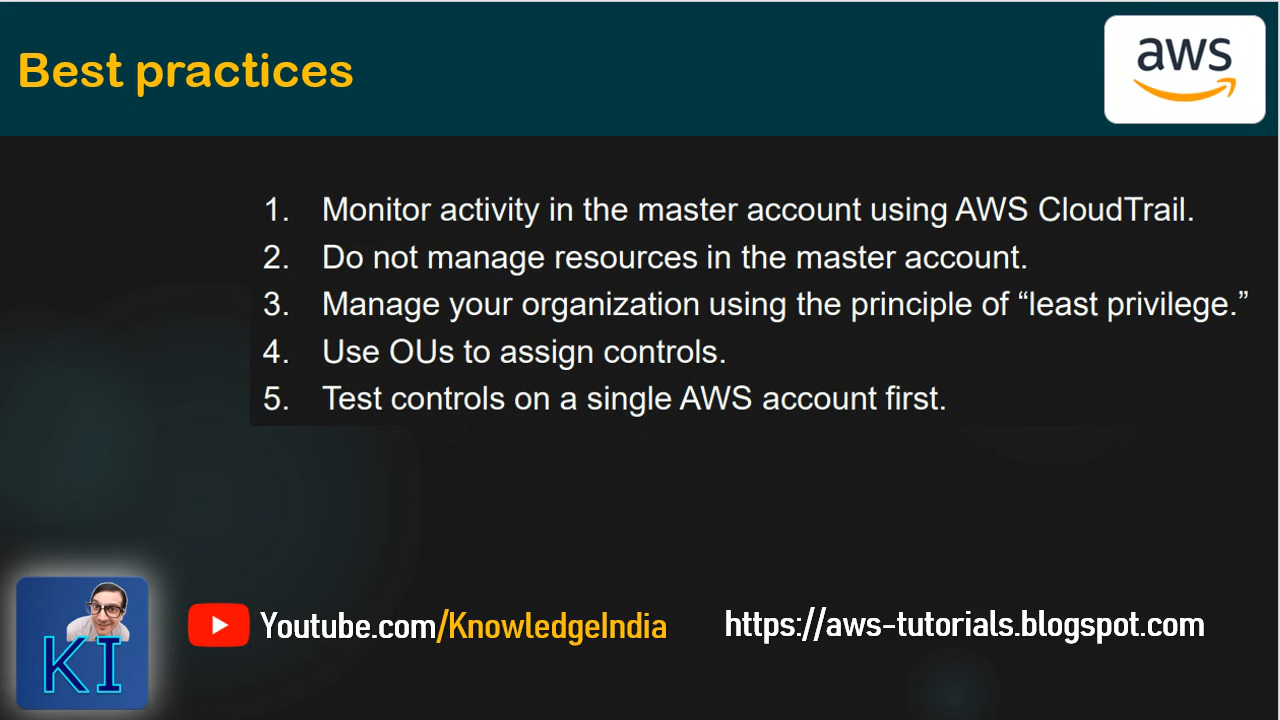 Best practices
aws
1. Monitor activity in the master account using AWS CloudTrail.
2. Do not manage resources in the master account.
3. Manage your organization using the principle of “least privilege.”
4. Use OUs to assign controls.
5. Test controls on a single AWS account first.
KI
Youtube.com/KnowledgeIndia
https://aws-tutorials.blogspot.com